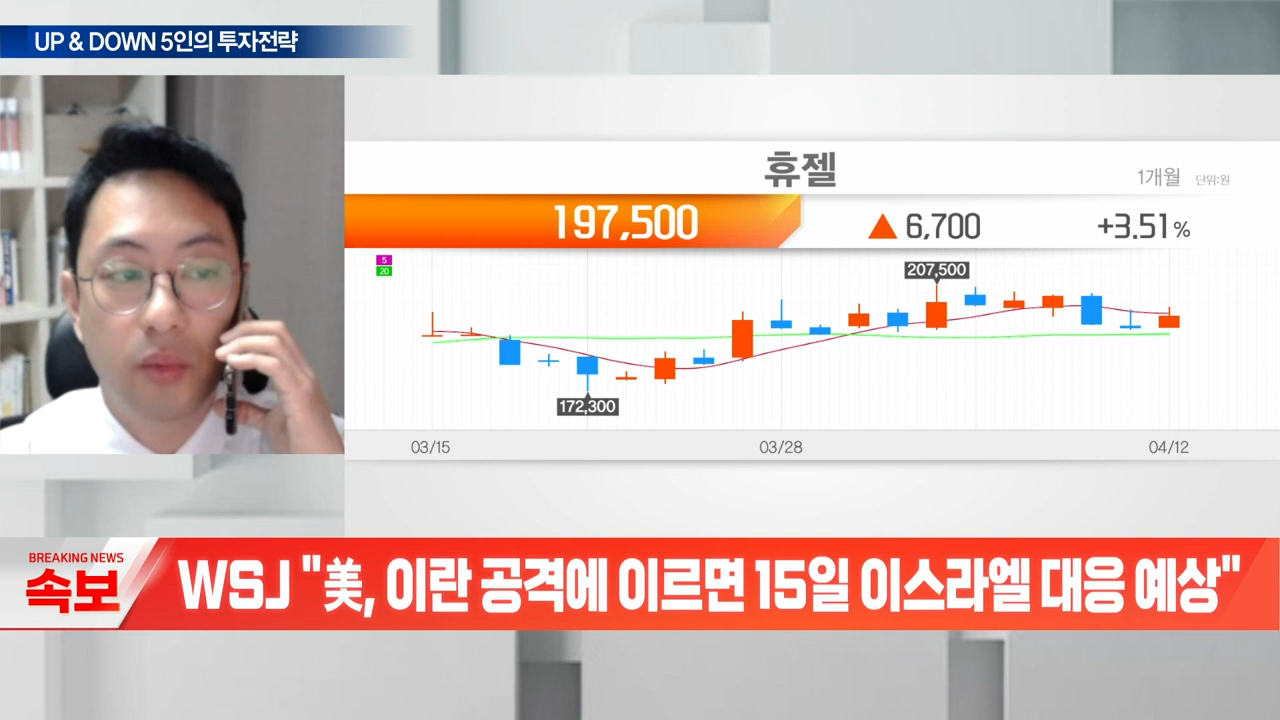 UP & DOWN 5인의 투자전략
휴젤
1개월 단위:원
197,500 ▲ 6,700 +3.51%
5
20
207,500
172,300
03/15 03/28 04/12
BREAKING NEWS
속보
WSJ "美, 이란 공격에 이르면 15일 이스라엘 대응 예상"